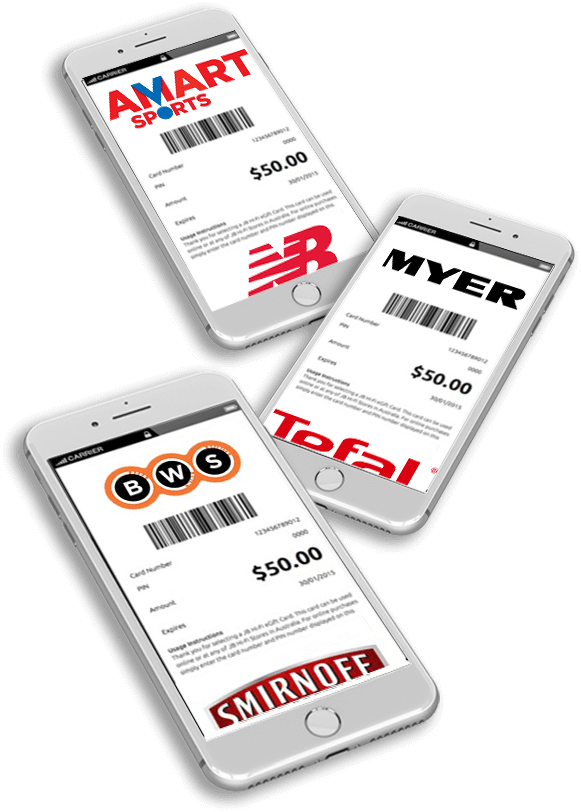 CARRIER
AMART
SPORTS
123456789012
Card Number
0000
PIN
$50.00
Amount
30/01/2015
Expires
Usage Instructions
Thank you for selecting a JB Hi-Fi eGift Card. This card can be used
online or at any of JB Hi-Fi Stores in Australia. For online purchases
simply enter the card number and PIN number displayed on this
NB
CARRIER
MYER
Card Number
123456789012
PIN
0000
Amount
$50.00
Expires
30/01/2015
Usage Instructions
Thank you for selecting a JB Hi-Fi eGift Card. This card can be used
online or at any of JB Hi-Fi Stores in Australia. For online purchases
simply enter the card number and PIN number displayed on this
Tefal ®
CARRIER
BWS
123456789012
Card Number
0000
PIN
$50.00
Amount
30/01/2015
Expires
Usage Instructions
Thank you for selecting a JB Hi-Fi eGift Card. This card can be used
online or at any of JB Hi-Fi Stores in Australia. For online purchases
simply enter the card number and PIN number displayed on this
SMIRNOFF